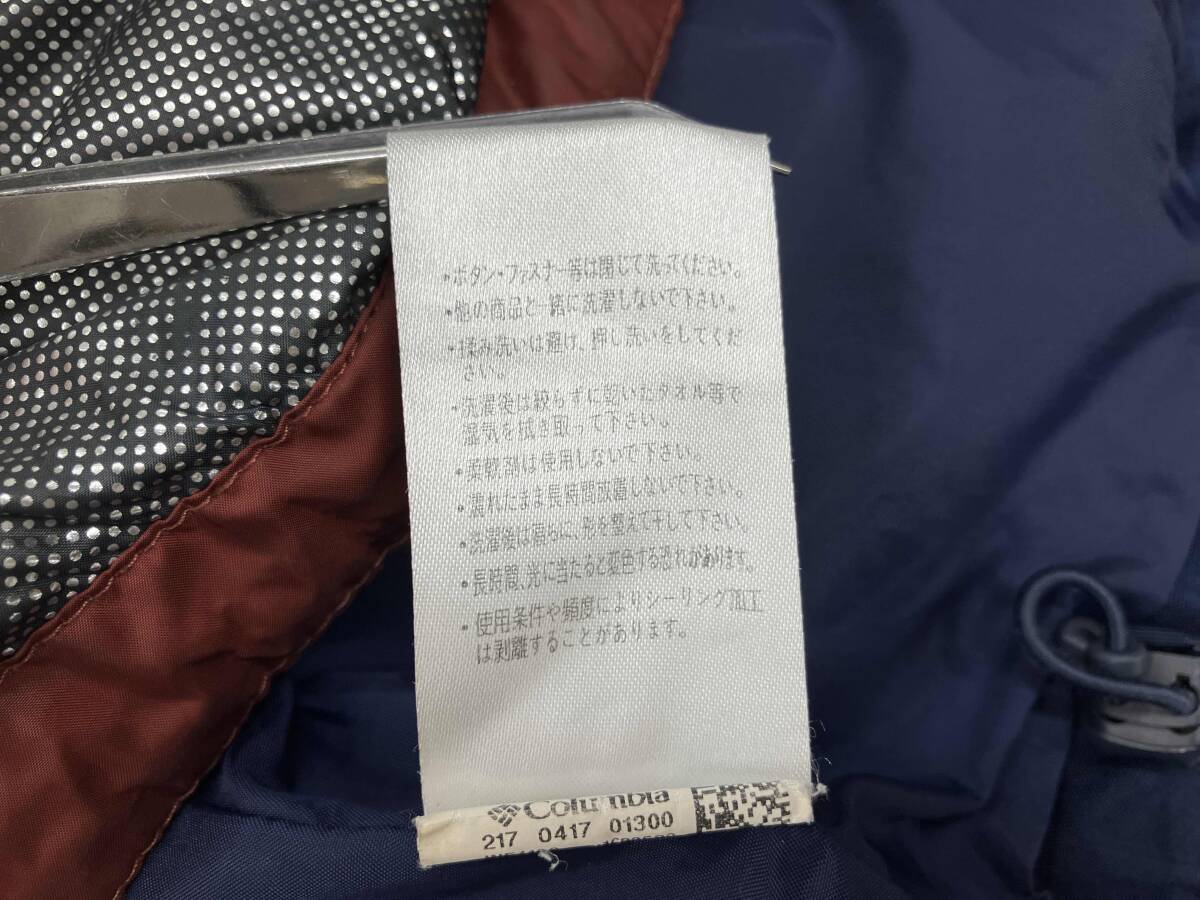 ・ボタン・ファスナー等は閉じて洗ってください。
・他の商品と一緒に洗濯しないで下さい。
・揉み洗いは避け、押し洗いをしてくだ
さい。
・洗濯後は絞らずに乾いたタオル等で
湿気を拭き取って下さい。
・柔軟剤は使用しないで下さい。
・濡れたまま長時間放置しないで下さい。
・洗濯後は直ちに、形を整えて干して下さい。
・長時間、光に当たると変色する恐れがあります。
・使用条件や頻度によりシーリング加工
は剥離することがあります。
Columbia
217 0417 01300